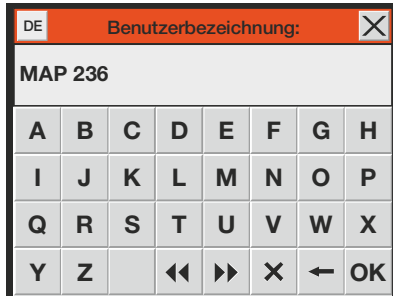 DE Benutzerbezeichnung:
MAP 236
A B C D E F G H
I J K L M N O P
Q R S T U V W X
Y Z OK